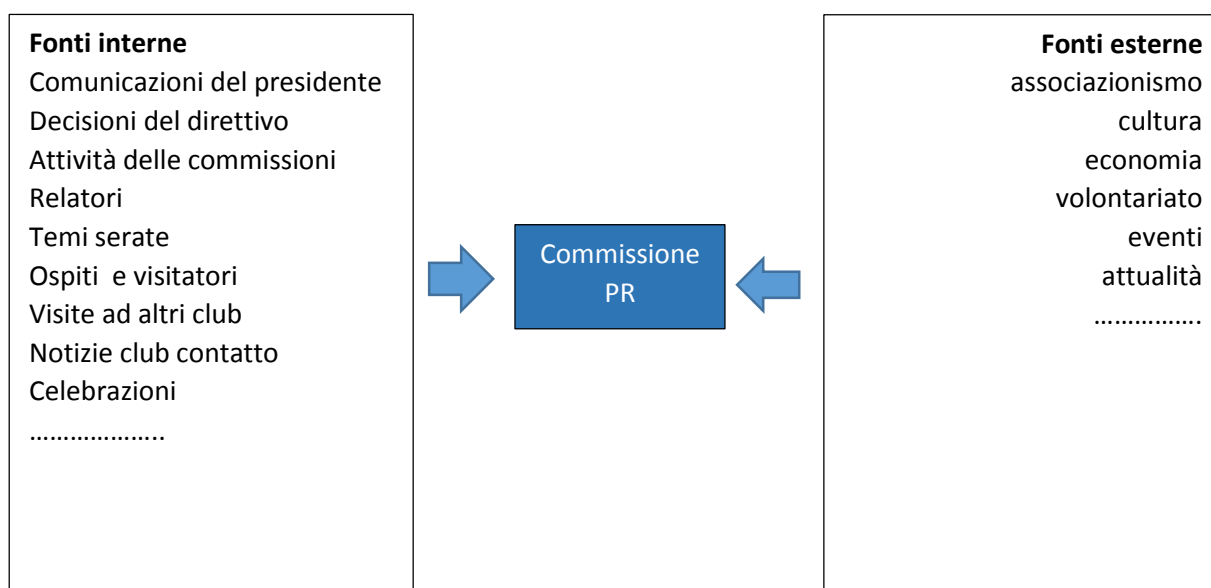 Fonti interne
Comunicazioni del presidente
Decisioni del direttivo
Attività delle commissioni
Relatori
Temi serate
Ospiti  e visitatori
Visite ad altri club
Notizie club contatto
Celebrazioni
………………..
Commissione
PR
Fonti esterne
associazionismo
cultura
economia
volontariato
eventi
attualità
…………….